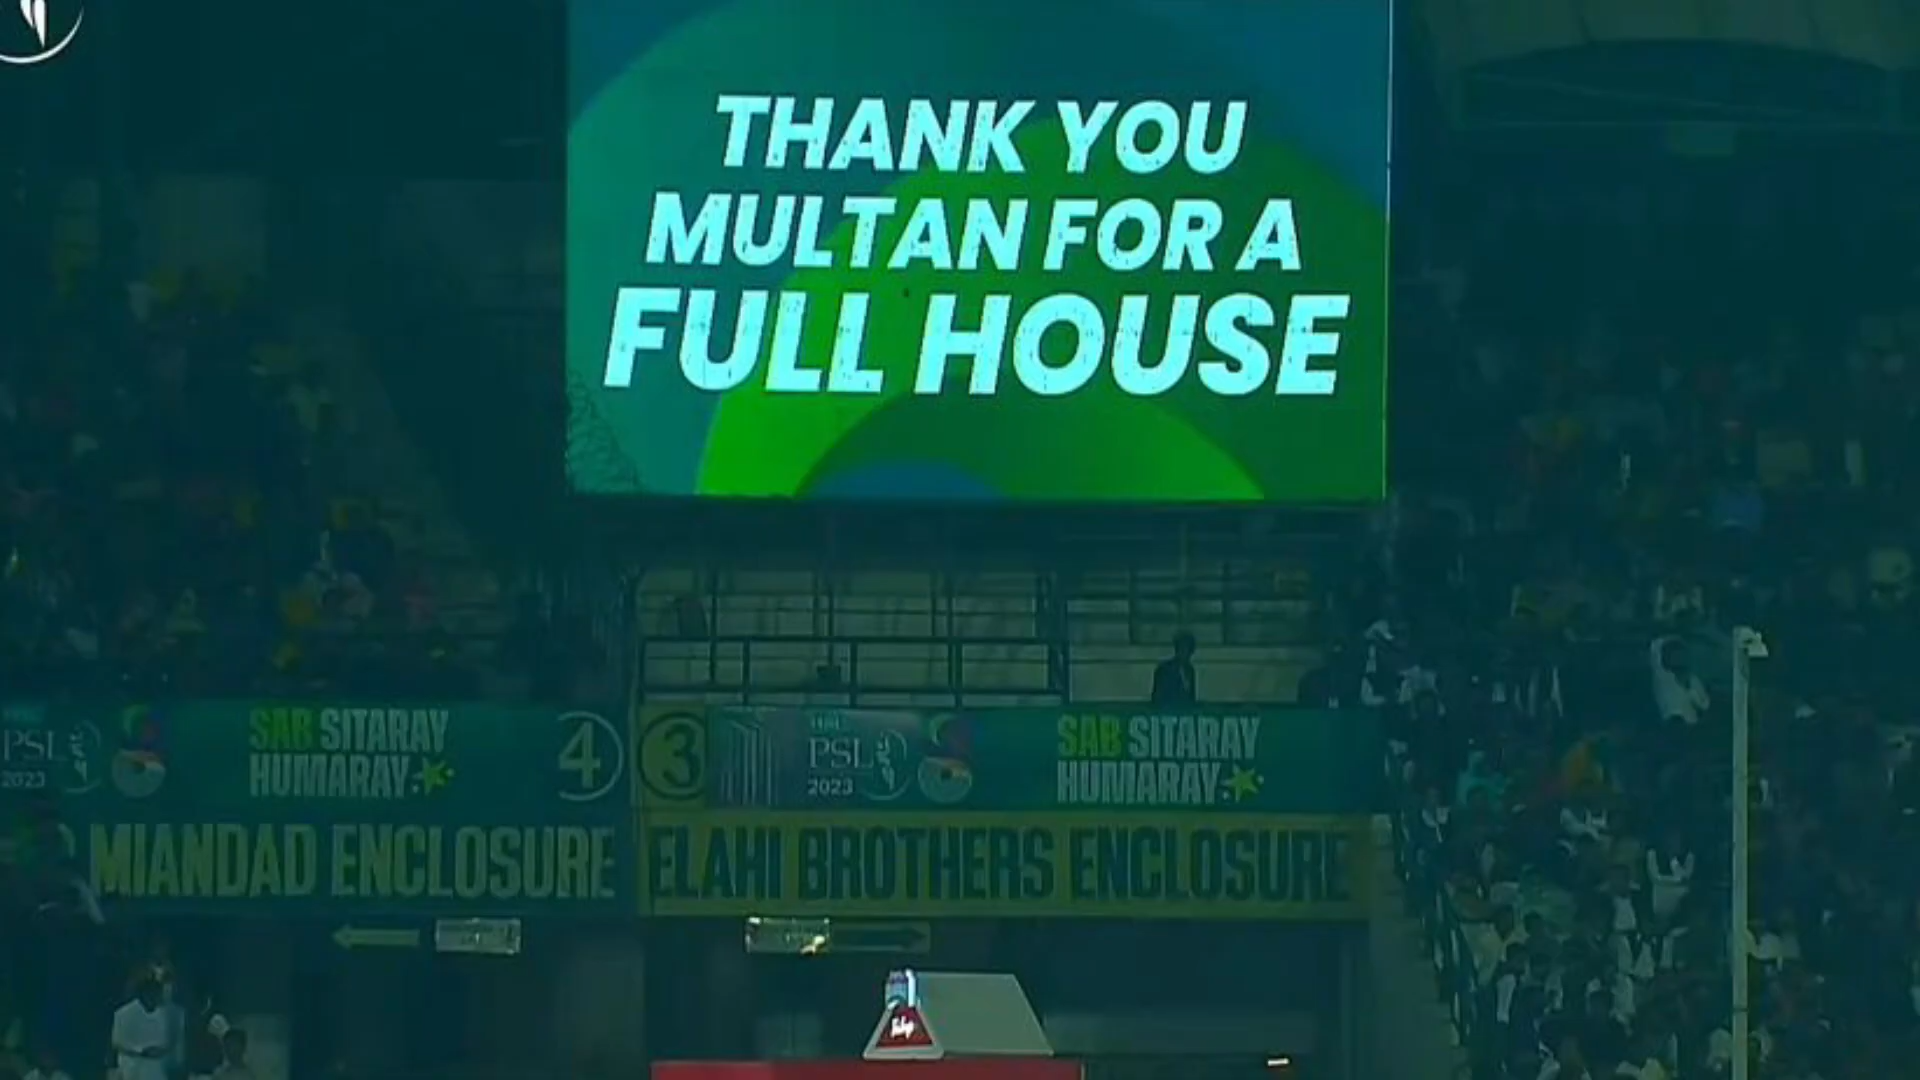 THANK YOU
MULTAN FOR A
FULL HOUSE
PSL
2023
SAB SITARAY
HUMARAY
4
3
PSL
2023
SAB SITARAY
HUMARAY
MIANDAD ENCLOSURE
ELAHI BROTHERS ENCLOSURE